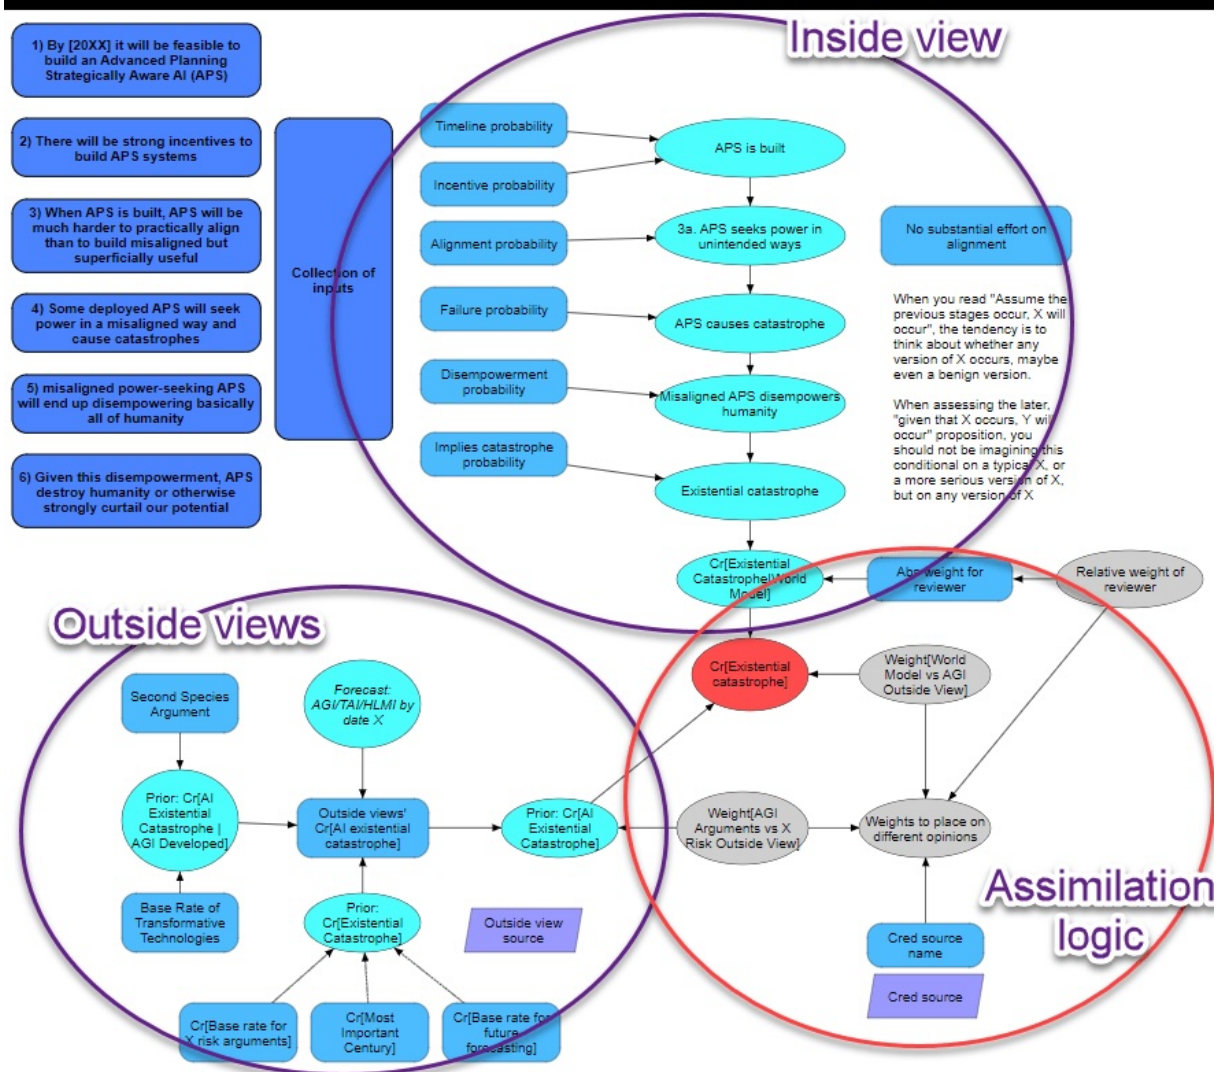 Inside view
1) By [20XX] it will be feasible to
build an Advanced Planning
Strategically Aware AI (APS)
2) There will be strong incentives to
build APS systems
3) When APS is built, APS will be
much harder to practically align
than to build misaligned but
superficially useful
4) Some deployed APS will seek
power in a misaligned way and
cause catastrophes
5) misaligned power-seeking APS
will end up disempowering basically
all of humanity
6) Given this disempowerment, APS
destroy humanity or otherwise
strongly curtail our potential
Collection of
inputs
Timeline probability
Incentive probability
Alignment probability
Failure probability
Disempowerment
probability
Implies catastrophe
probability
APS is built
3a. APS seeks power in
unintended ways
APS causes catastrophe
Misaligned APS disempowers
humanity
Existential catastrophe
Cr[Existential
Catastrophe|World
Model]
No substantial effort on
alignment
When you read "Assume the
previous stages occur, X will
occur", the tendency is to
think about whether any
version of X occurs, maybe
even a benign version.
When assessing the later,
"given that X occurs, Y will
occur" proposition, you
should not be imagining this
conditional on a typical X, or
a more serious version of X,
but on any version of X
Abs weight for
reviewer
Relative weight of
reviewer
Outside views
Second Species
Argument
Forecast:
AGI/TAI/HLMI by
date X
Prior: Cr[AI
Existential
Catastrophe |
AGI Developed]
Outside views'
Cr[AI existential
catastrophe]
Prior: Cr[AI
Existential
Catastrophe]
Base Rate of
Transformative
Technologies
Prior:
Cr[Existential
Catastrophe]
Outside view
source
Cr[Base rate for
X risk arguments]
Cr[Most
Important
Century]
Cr[Base rate for
future
forecasting]
Cr[Existential
catastrophe]
Weight[World
Model vs AGI
Outside View]
Weight[AGI
Arguments vs X
Risk Outside View]
Weights to place on
different opinions
Assimilation
logic
Cred source
name
Cred source